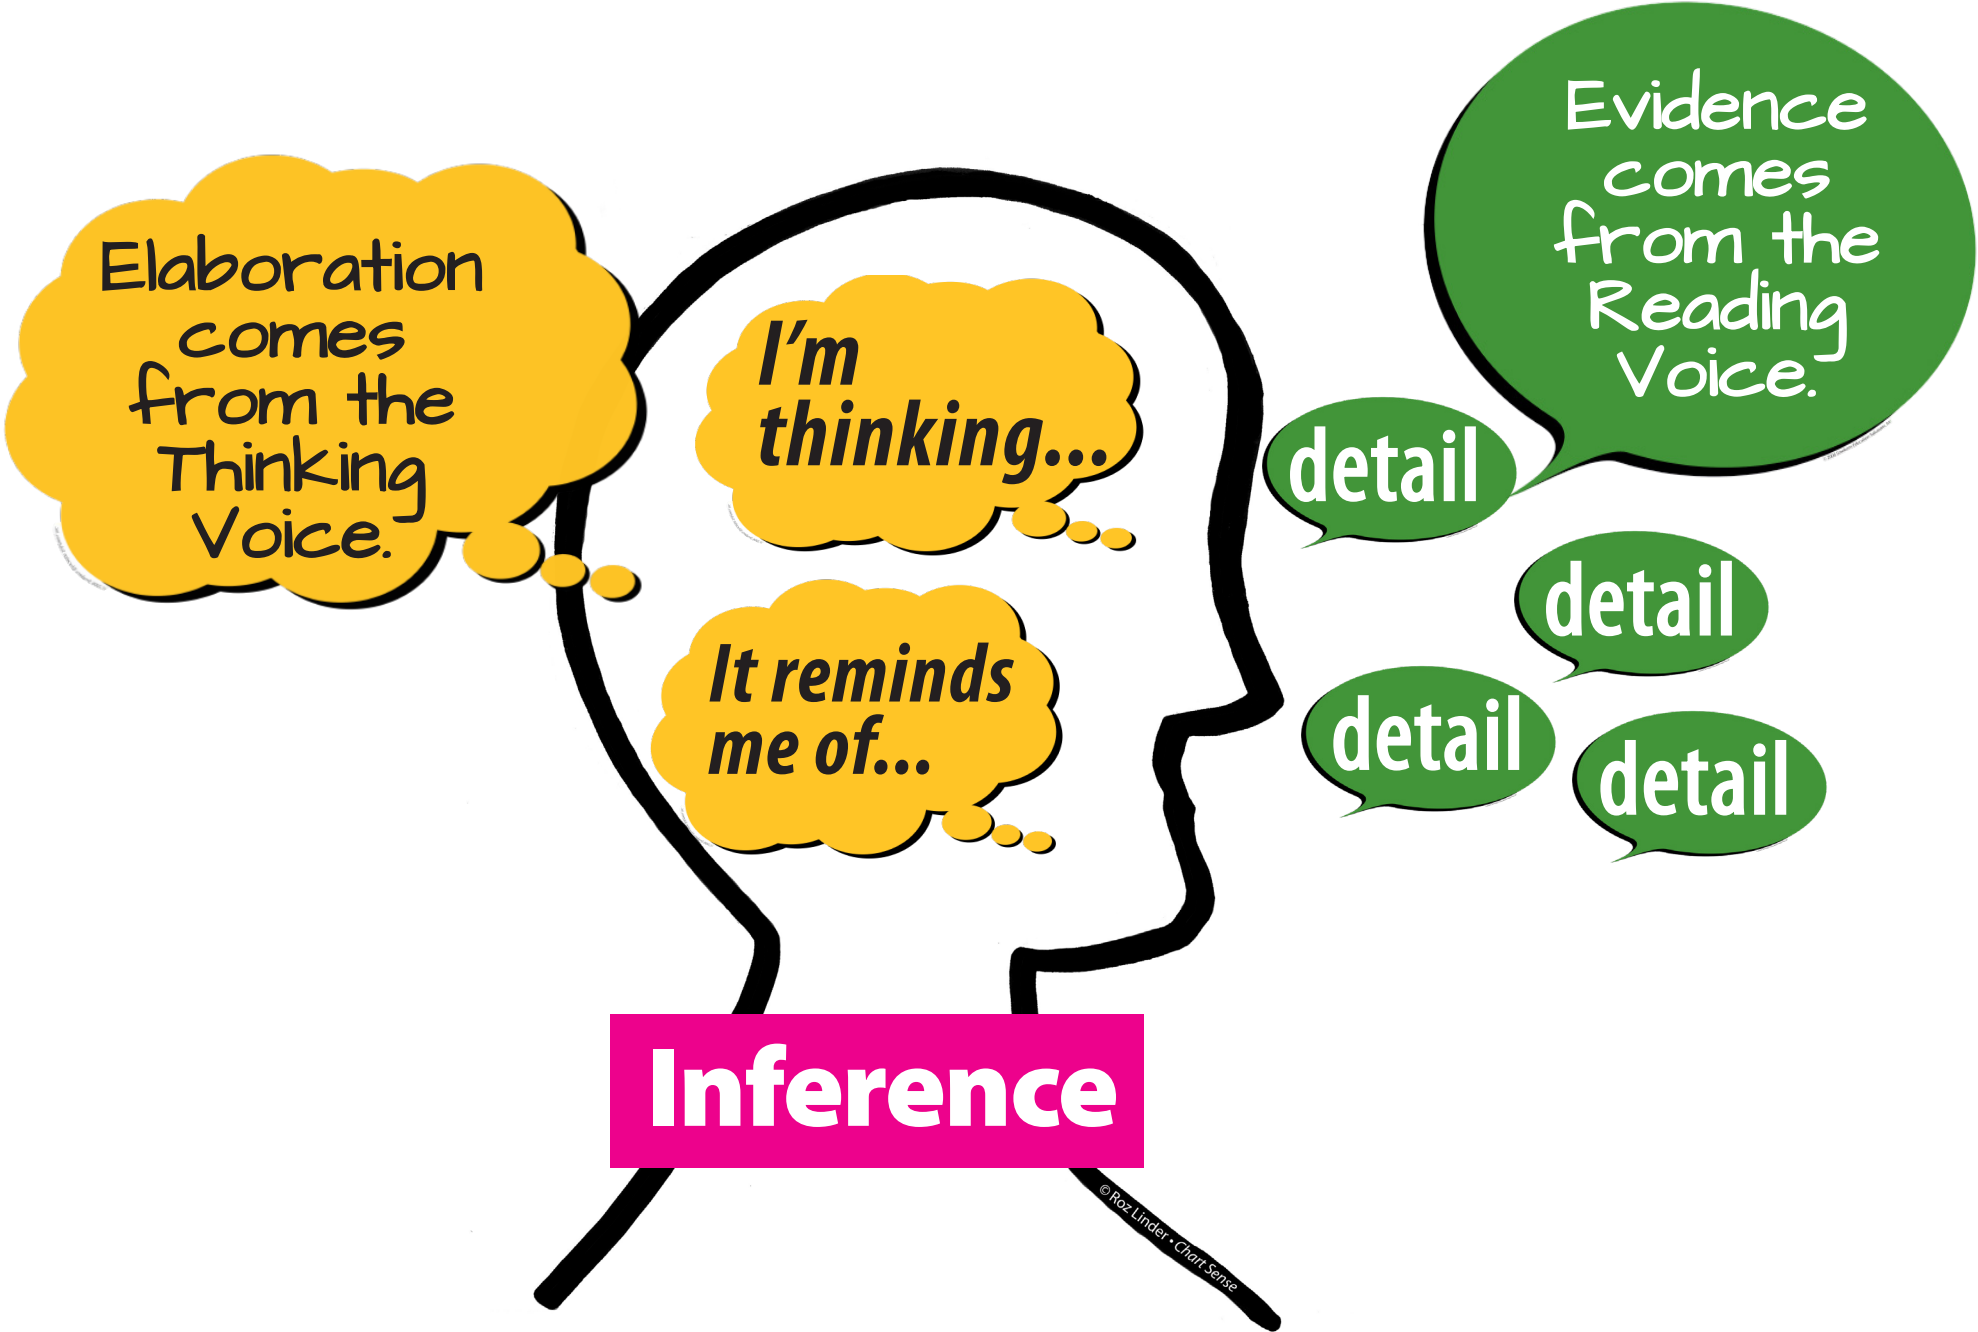 Elaboration
comes
from the
Thinking
Voice.
I'm
thinking...
It reminds
me of...
Evidence
comes
from the
Reading
Voice.
detail
detail
detail
detail
Inference
© Roz Linder • Chart Sense